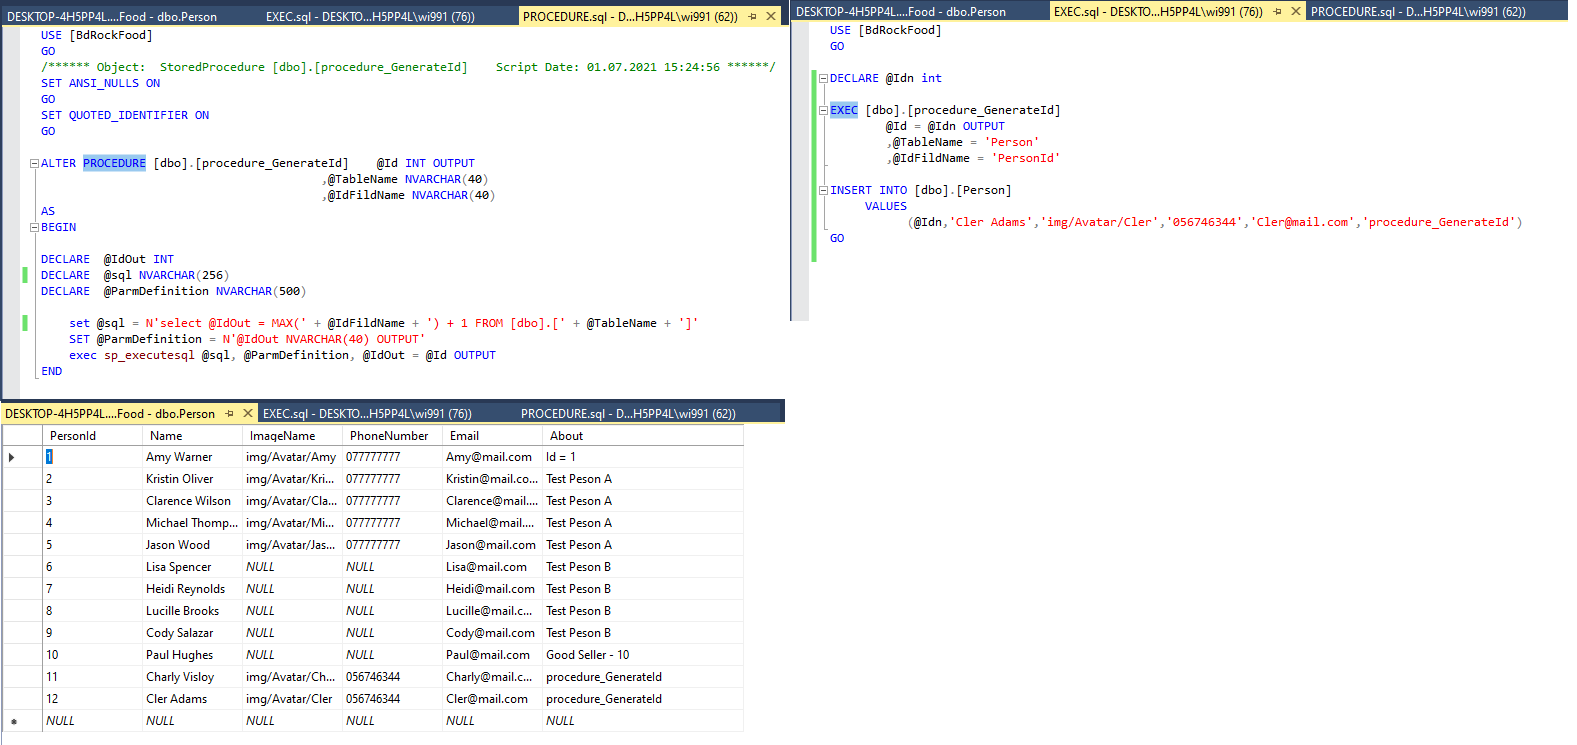 DESKTOP-4H5PP4L....Food - dbo.Person EXEC.sql - DESKTO...H5PP4L\wi991 (76)) PROCEDURE.sql - D...H5PP4L\wi991 (62))
USE [BdRockFood]
GO
/****** Object:  StoredProcedure [dbo].[procedure_GenerateId]    Script Date: 01.07.2021 15:24:56 ******/
SET ANSI_NULLS ON
GO
SET QUOTED_IDENTIFIER ON
GO
ALTER PROCEDURE [dbo].[procedure_GenerateId]    @Id INT OUTPUT
,@TableName NVARCHAR(40)
,@IdFildName NVARCHAR(40)
AS
BEGIN
DECLARE  @IdOut INT
DECLARE  @sql NVARCHAR(256)
DECLARE  @ParmDefinition NVARCHAR(500)
set @sql = N'select @IdOut = MAX(' + @IdFildName + ') + 1 FROM [dbo].[' + @TableName + ']'
SET @ParmDefinition = N'@IdOut NVARCHAR(40) OUTPUT'
exec sp_executesql @sql, @ParmDefinition, @IdOut = @Id OUTPUT
END
DESKTOP-4H5PP4L....Food - dbo.Person EXEC.sql - DESKTO...H5PP4L\wi991 (76)) PROCEDURE.sql - D...H5PP4L\wi991 (62))
USE [BdRockFood]
GO
DECLARE @Idn int
EXEC [dbo].[procedure_GenerateId]
@Id = @Idn OUTPUT
,@TableName = 'Person'
,@IdFildName = 'PersonId'
INSERT INTO [dbo].[Person]
VALUES
(@Idn,'Cler Adams','img/Avatar/Cler','056746344','Cler@mail.com','procedure_GenerateId')
GO
DESKTOP-4H5PP4L....Food - dbo.Person EXEC.sql - DESKTO...H5PP4L\wi991 (76)) PROCEDURE.sql - D...H5PP4L\wi991 (62))
PersonId Name ImageName PhoneNumber Email About
1 Amy Warner img/Avatar/Amy 077777777 Amy@mail.com Id = 1
2 Kristin Oliver img/Avatar/Kri... 077777777 Kristin@mail.co... Test Peson A
3 Clarence Wilson img/Avatar/Cla... 077777777 Clarence@mail.... Test Peson A
4 Michael Thomp... img/Avatar/Mi... 077777777 Michael@mail.... Test Peson A
5 Jason Wood img/Avatar/Jas... 077777777 Jason@mail.com Test Peson A
6 Lisa Spencer NULL NULL Lisa@mail.com Test Peson B
7 Heidi Reynolds NULL NULL Heidi@mail.com Test Peson B
8 Lucille Brooks NULL NULL Lucille@mail.c... Test Peson B
9 Cody Salazar NULL NULL Cody@mail.com Test Peson B
10 Paul Hughes NULL NULL Paul@mail.com Good Seller - 10
11 Charly Visloy img/Avatar/Ch... 056746344 Charly@mail.c... procedure_GenerateId
12 Cler Adams img/Avatar/Cler 056746344 Cler@mail.com procedure_GenerateId
NULL NULL NULL NULL NULL NULL